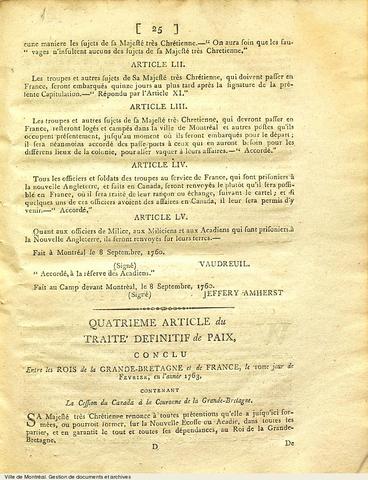 [ 25 ]
cune maniere les sujets de sa Majesté très Chrétienne.—" On aura soin que les sau-
" vages n'insultent aucuns des sujets de sa Majesté très Chretienne,"
ARTICLE LII.
Les troupes et autres sujets de Sa Majesté très Chrétienne, qui doivent passer en
France, seront embarqués quinze jours au plus tard après la signature de la pré-
sente Capitulation.—" Répondu par l'Article XI."
ARTICLE LIII.
Les troupes et autres sujets de sa Majesté très Chretienne, qui devront passer en
France, resteront logés et campés dans la ville de Montréal et autres postes qu'ils
occupent présentement, jusqu'au moment où ils seront embarqués pour le départ;
il sera néanmoins accordé des passe-ports à ceux qui en auront besoin pour les
différens lieux de la colonie, pour aller vaquer à leurs affaires.—" Accordé."
ARTICLE LIV.
Tous les officiers et soldats des troupes au service de France, qui sont prisoniers à
la nouvelle Angleterre, et faits en Canada, seront renvoyés le plutôt qu'il sera possi-
ble en France, où il sera traité de leur rançon ou échange, suivant le cartel; et si
quelques uns de ces officiers avoient des affaires en Canada, il leur sera permis d'y
venir.—" Accordé,"
ARTICLE LV.
Quant aux officiers de Milice, aux Miliciens et aux Acadiens qui sont prisonniers à
la Nouvelle Angleterre, ils seront renvoyés sur leurs terres.—
Fait à Montréal le 8 Septembre, 1760.
(Signé) VAUDREUIL.
" Accordé, à la réserve des Acadiens."
Fait au Camp devant Montréal, le 8 Septembre, 1760.
(Signé) JEFFERY AMHERST
QUATRIEME ARTICLE du
TRAITÉ DEFINITIF de PAIX,
CONCLU
Entre les ROIS de la GRANDE-BRETAGNE et de FRANCE, le 10me jour de
FEVRIER, en l'année 1763,
CONTENANT
La Cession du Canada à la Couronne de la Grande-Bretagne.
SA Majesté très Chrétienne renonce à toutes prétentions qu'elle a jusqu'ici for-
mées, ou pourroit former, sur la Nouvelle Ecosse ou Acadie, dans toutes ses
parties, et en garantit le tout et toutes ses dépendances, au Roi de la Grande-
Bretagne.
D De
Ville de Montréal. Gestion de documents et archives